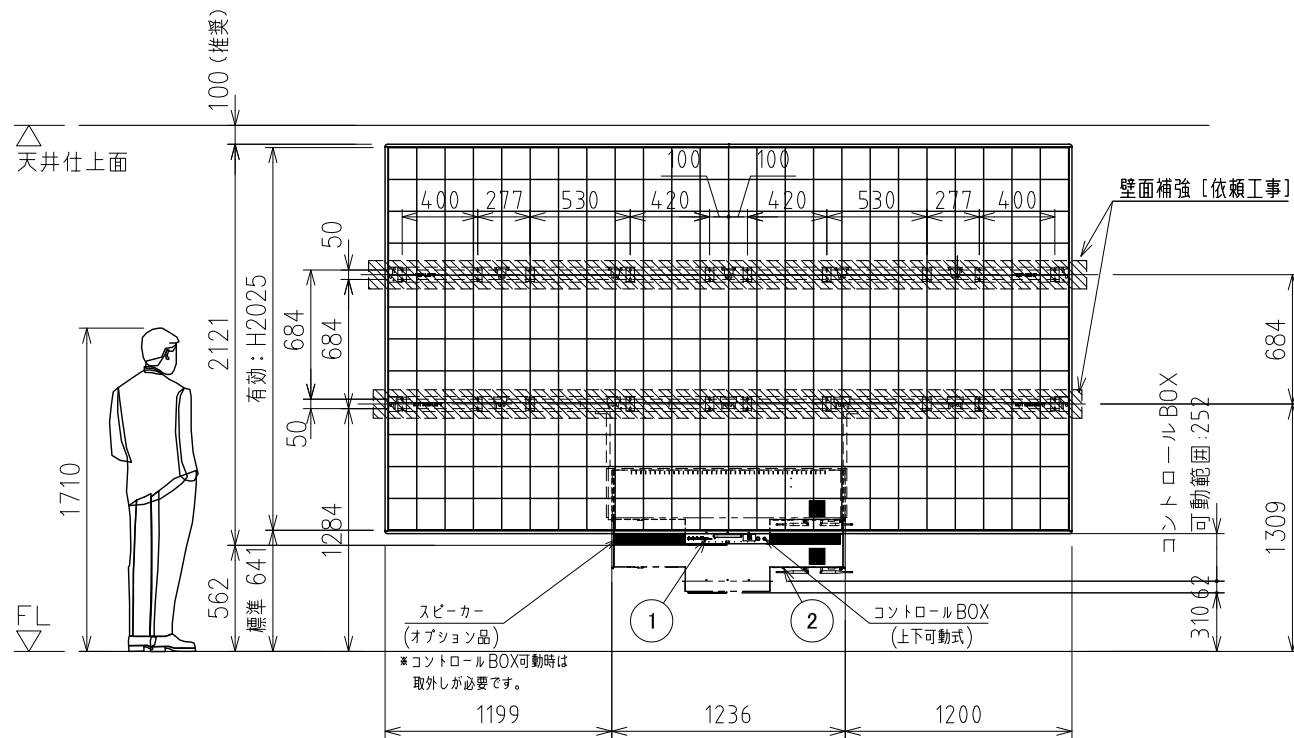 100(推奨)
天井仕上面
100 100
壁面補強 [依頼工事]
400 277 530 420 420 530 277 400
50
2121
有効：H2025
684
684
50
684
1710
1284
コントロールBOX
可動範囲:252
1309
562
標準 641
310
62
FL
スピーカー
(オプション品)
※コントロールBOX可動時は
取外しが必要です。
1
2
コントロールBOX
(上下可動式)
1199 1236 1200